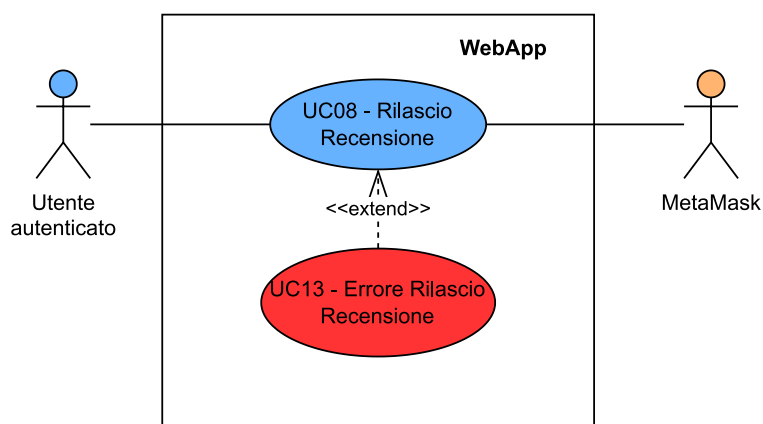 WebApp
UC08 - Rilascio
Recensione
Utente
autenticato
MetaMask
<<extend>>
UC13 - Errore Rilascio
Recensione